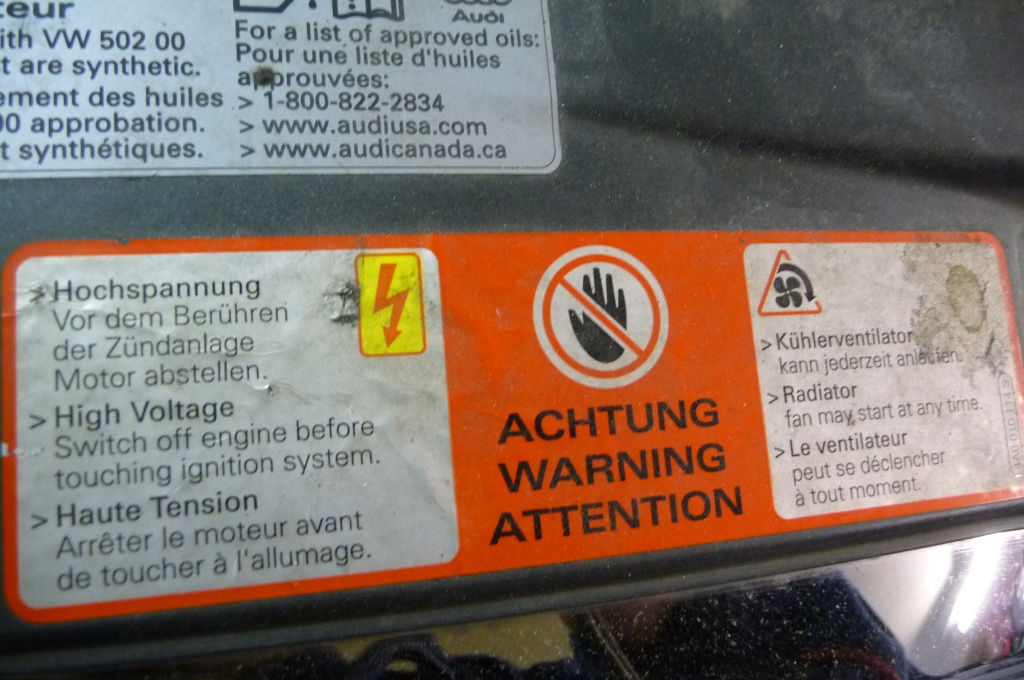 teur
ith VW 502 00
t are synthetic.
ement des huiles
00 approbation.
t synthétiques.
Audi
For a list of approved oils:
Pour une liste d'huiles
approuvées:
> 1-800-822-2834
> www.audiusa.com
> www.audicanada.ca
> Hochspannung
Vor dem Berühren
der Zündanlage
Motor abstellen.
> High Voltage
Switch off engine before
touching ignition system.
> Haute Tension
Arrêter le moteur avant
de toucher à l'allumage.
ACHTUNG
WARNING
ATTENTION
> Kühlerventilator
kann jederzeit anlaufen.
> Radiator
fan may start at any time.
> Le ventilateur
peut se déclencher
à tout moment.